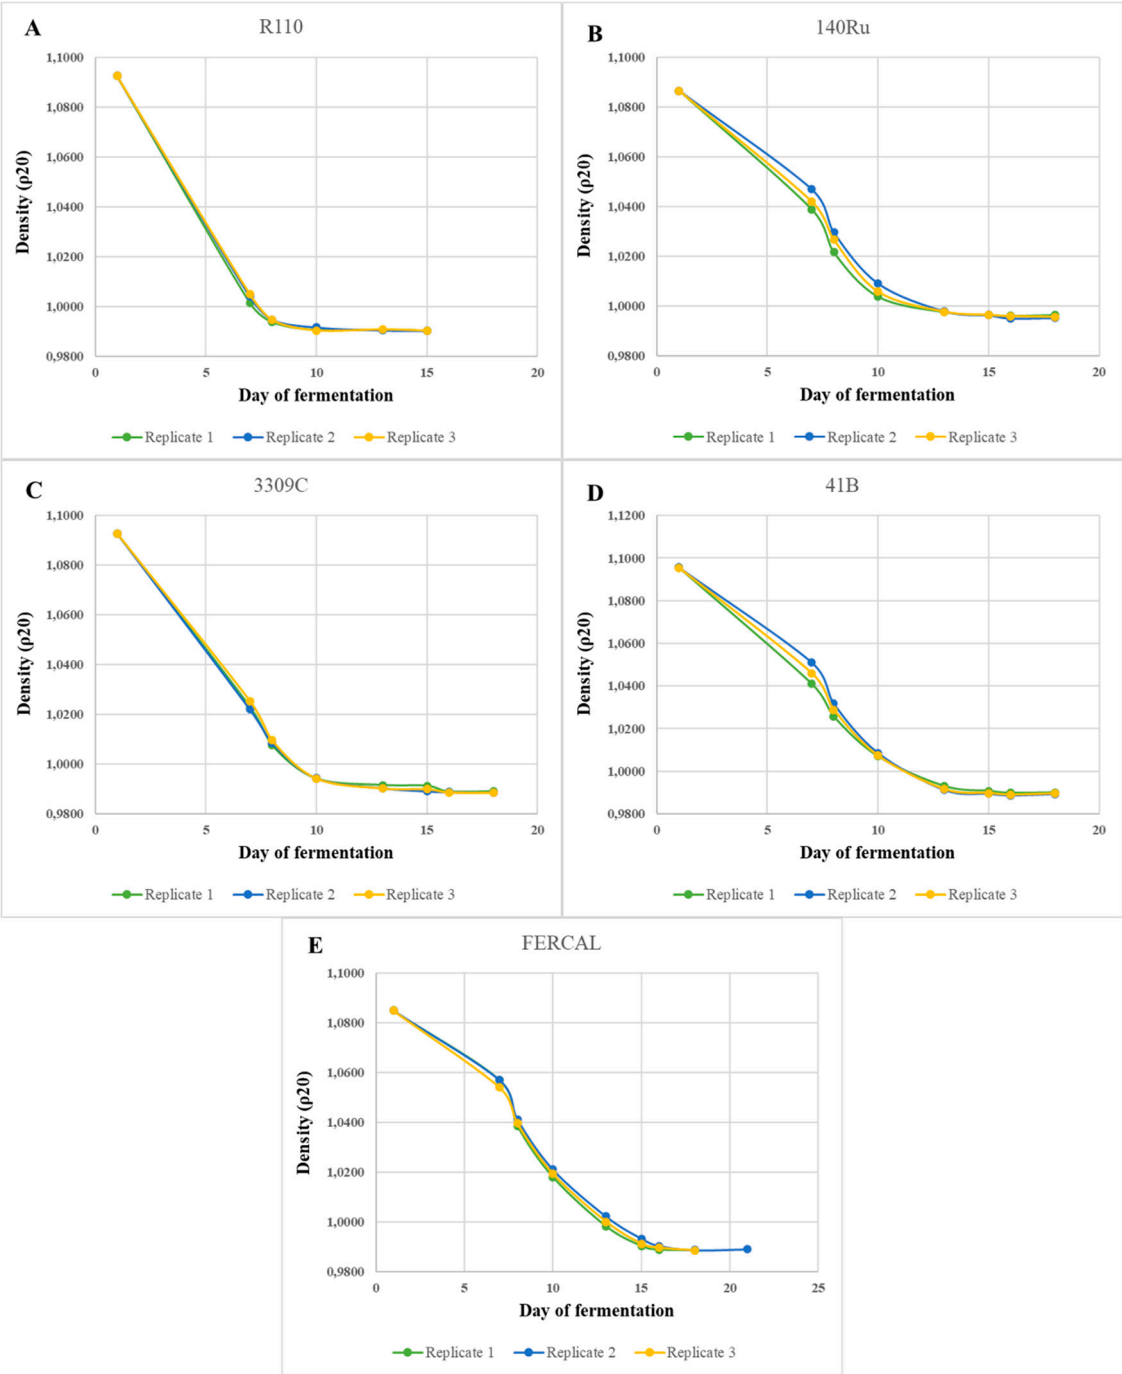 A
R110
1,1000
1,0800
1,0600
1,0400
1,0200
1,0000
0,9800
Density (ρ20)
0 5 10 15 20
Day of fermentation
Replicate 1 Replicate 2 Replicate 3
B
140Ru
1,1000
1,0800
1,0600
1,0400
1,0200
1,0000
0,9800
Density (ρ20)
0 5 10 15 20
Day of fermentation
Replicate 1 Replicate 2 Replicate 3
C
3309C
1,1000
1,0800
1,0600
1,0400
1,0200
1,0000
0,9800
Density (ρ20)
0 5 10 15 20
Day of fermentation
Replicate 1 Replicate 2 Replicate 3
D
41B
1,1200
1,1000
1,0800
1,0600
1,0400
1,0200
1,0000
0,9800
Density (ρ20)
0 5 10 15 20
Day of fermentation
Replicate 1 Replicate 2 Replicate 3
E
FERCAL
1,1000
1,0800
1,0600
1,0400
1,0200
1,0000
0,9800
Density (ρ20)
0 5 10 15 20 25
Day of fermentation
Replicate 1 Replicate 2 Replicate 3